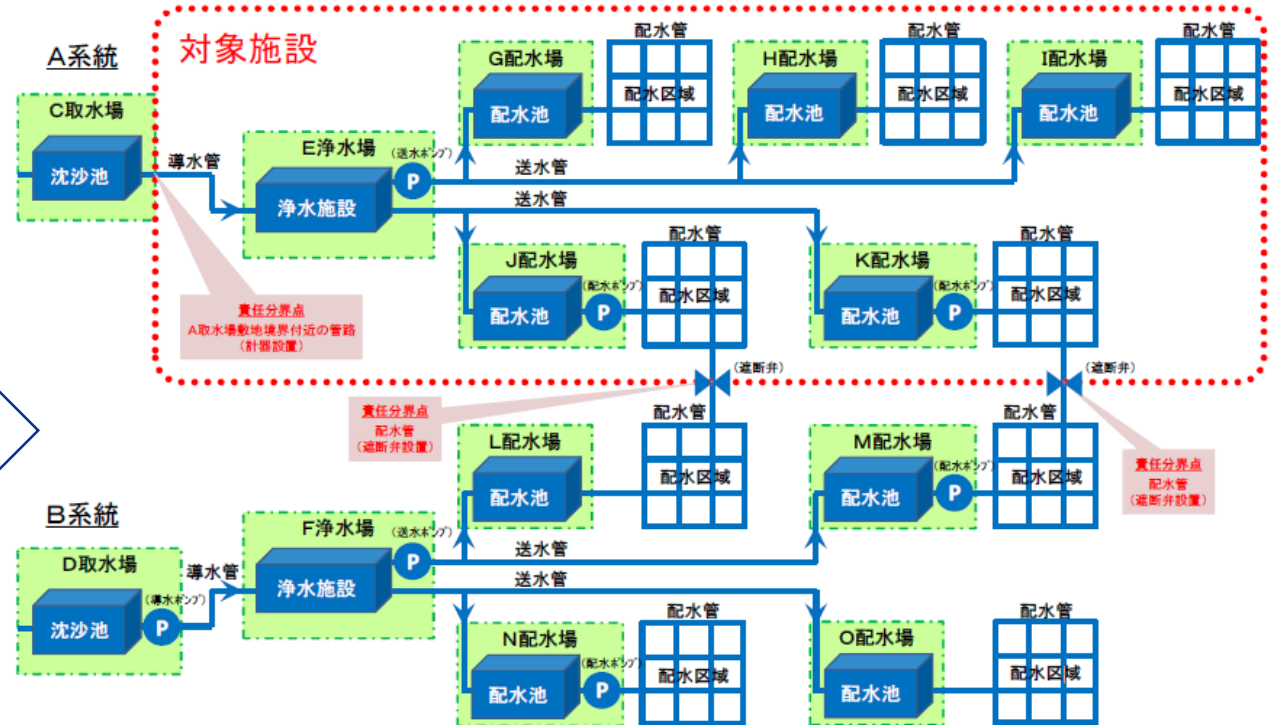 対象施設
A系統
C取水場
沈沙池
導水管
E浄水場
(送水ポンプ)
P
浄水施設
G配水場
配水池
配水管
配水区域
H配水場
配水池
配水管
配水区域
I配水場
配水池
配水管
配水区域
送水管
送水管
J配水場
配水池
(配水ポンプ)
P
配水管
配水区域
K配水場
配水池
(配水ポンプ)
P
配水管
配水区域
責任分界点
A取水場敷地境界付近の管路
(計器設置)
(遮断弁)
(遮断弁)
責任分界点
配水管
(遮断弁設置)
責任分界点
配水管
(遮断弁設置)
B系統
D取水場
沈沙池
(導水ポンプ)
P
導水管
F浄水場
(送水ポンプ)
P
浄水施設
L配水場
配水池
配水管
配水区域
M配水場
配水池
(配水ポンプ)
P
配水管
配水区域
送水管
送水管
N配水場
配水池
(配水ポンプ)
P
配水管
配水区域
O配水場
配水池
配水管
配水区域